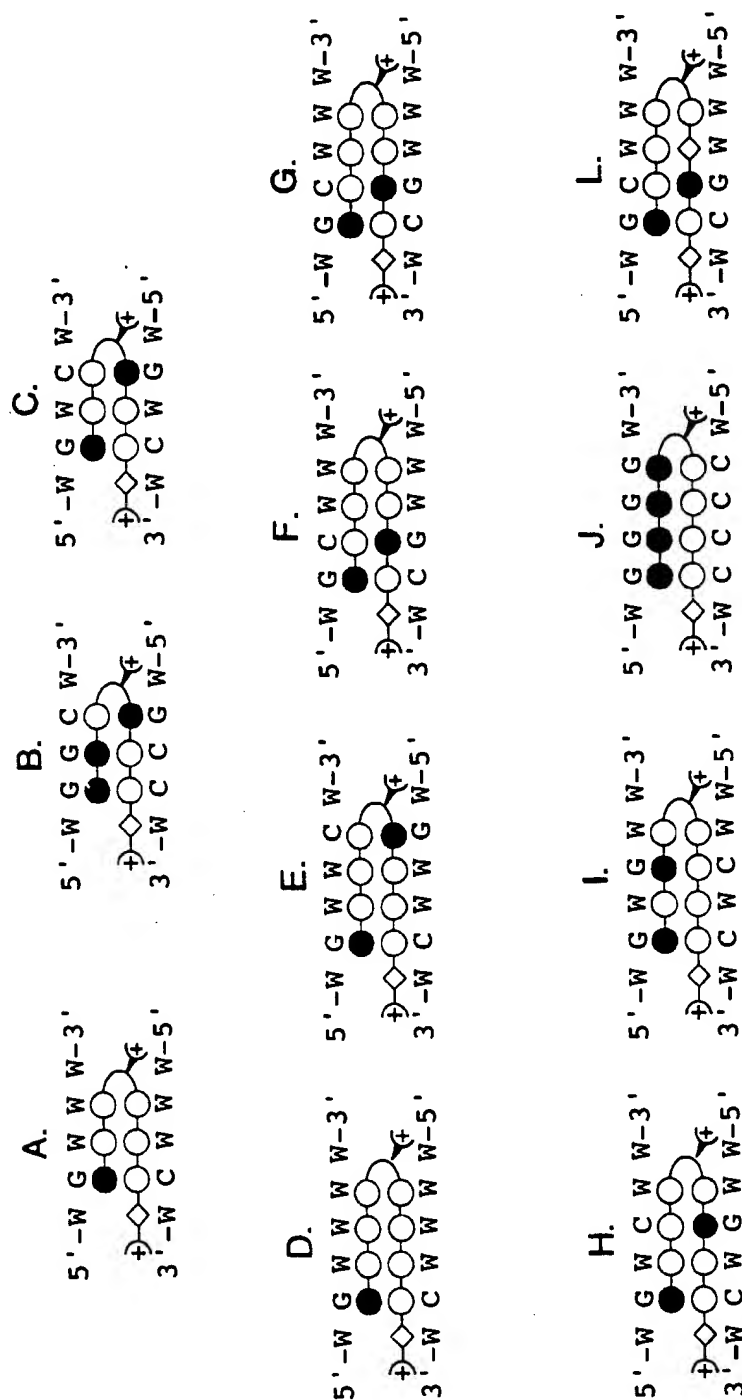 A.
5'-W G W W W-3'
+
+
3'-W C W W W-5'
B.
5'-W G G C W-3'
+
+
3'-W C C G W-5'
C.
5'-W G W C W-3'
+
+
3'-W C W G W-5'
D.
5'-W G W W W W-3'
+
+
3'-W C W W W W-5'
E.
5'-W G W W C W-3'
+
+
3'-W C W W G W-5'
F.
5'-W G C W W W-3'
+
+
3'-W C G W W W-5'
G.
5'-W G C W W W-3'
+
+
3'-W C G W W W-5'
H.
5'-W G W C W W-3'
+
+
3'-W C W G W W-5'
I.
5'-W G W G W W-3'
+
+
3'-W C W C W W-5'
J.
5'-W G G G G W-3'
+
+
3'-W C C C C W-5'
L.
5'-W G C W W W-3'
+
+
3'-W C G W W W-5'